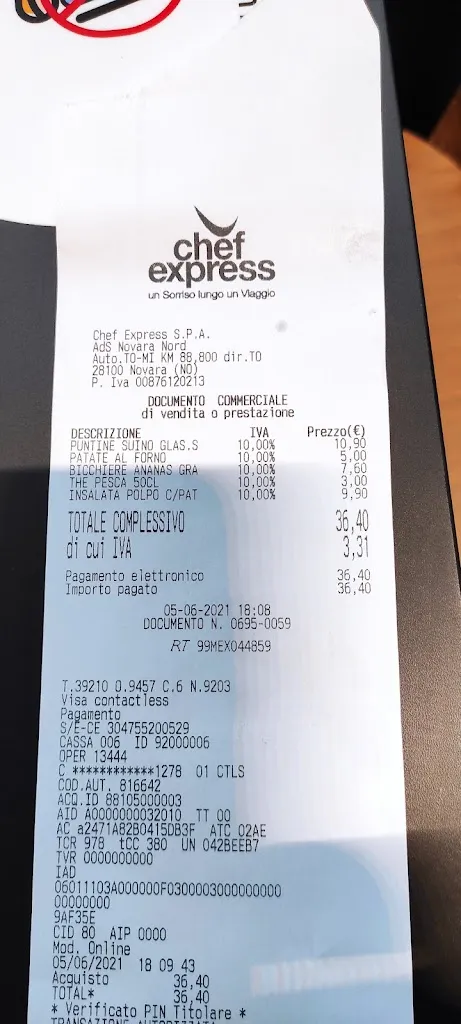 chef
express
un Sorriso lungo un Viaggio
Chef Express S.P.A.
AdS Novara Nord
Auto.TO-MI KM 88,800 dir.TO
28100 Novara (NO)
P. Iva 00876120213
DOCUMENTO COMMERCIALE
di vendita o prestazione
DESCRIZIONE IVA Prezzo(€)
PUNTINE SUINO GLAS.S 10,00% 10,90
PATATE AL FORNO 10,00% 5,00
BICCHIERE ANANAS GRA 10,00% 7,60
THE PESCA 50CL 10,00% 3,00
INSALATA POLPO C/PAT 10,00% 9,90
TOTALE COMPLESSIVO 36,40
di cui IVA 3,31
Pagamento elettronico 36,40
Importo pagato 36,40
05-06-2021 18:08
DOCUMENTO N. 0695-0059
RT 99MEX044859
T.39210 O.9457 C.6 N.9203
Visa contactless
Pagamento
S/E-CE 304755200529
CASSA 006 ID 92000006
OPER 13444
C ************1278 01 CTLS
COD.AUT. 816642
ACQ.ID 88105000003
AID A0000000032010 TT 00
AC a2471A82B0415DB3F ATC 02AE
TCR 978 tCC 380 UN 042BEEB7
TVR 0000000000
IAD
06011103A000000F0300003000000000
00000000
9AF35E
CID 80 AIP 0000
Mod. Online
05/06/2021 18 09 43
Acquisto 36,40
TOTAL* 36,40
* Verificato PIN Titolare *
TRANSAZIONE AUTORIZZATA